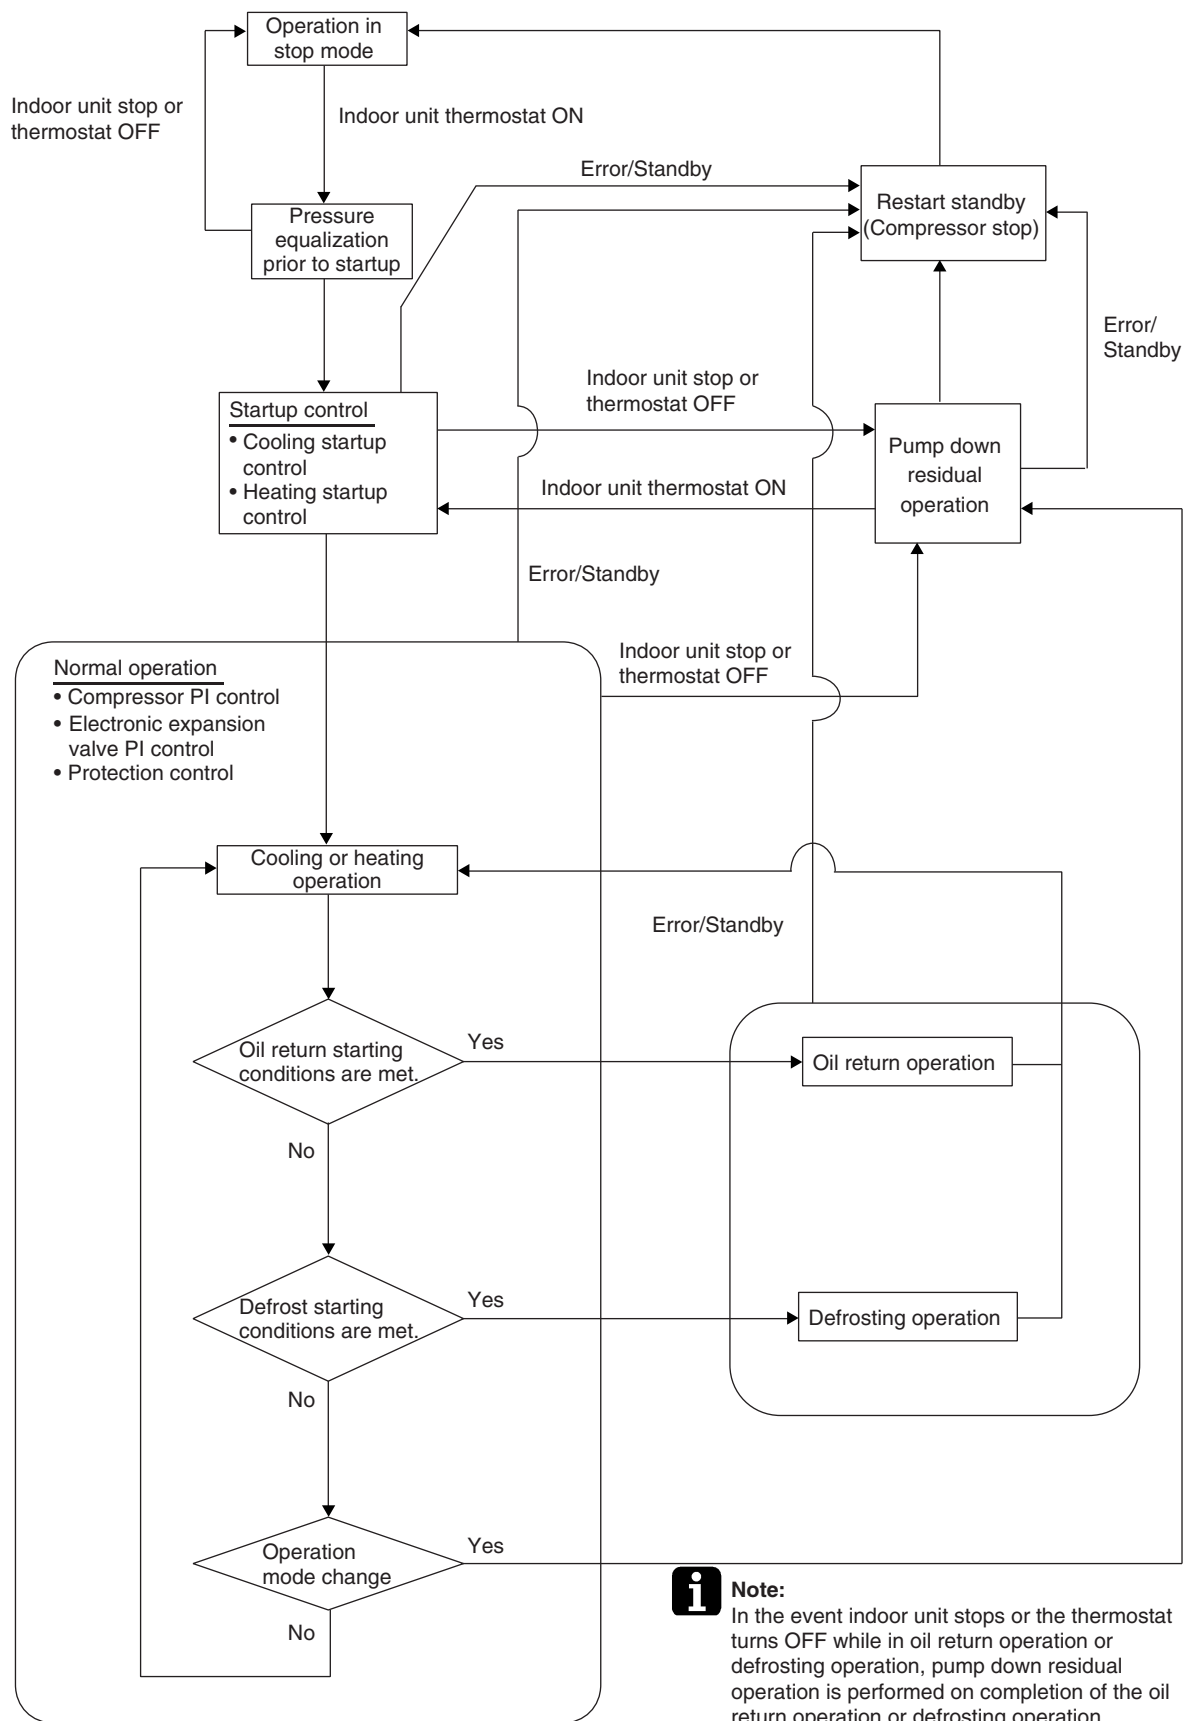 Operation in
stop mode
Indoor unit stop or
thermostat OFF
Indoor unit thermostat ON
Error/Standby
Pressure
equalization
prior to startup
Restart standby
(Compressor stop)
Error/
Standby
Indoor unit stop or
thermostat OFF
Startup control
• Cooling startup
control
• Heating startup
control
Pump down
residual
operation
Indoor unit thermostat ON
Error/Standby
Indoor unit stop or
thermostat OFF
Normal operation
• Compressor PI control
• Electronic expansion
valve PI control
• Protection control
Cooling or heating
operation
Error/Standby
Oil return starting
conditions are met.
Yes
Oil return operation
No
Defrost starting
conditions are met.
Yes
Defrosting operation
No
Operation
mode change
Yes
No
i
Note:
In the event indoor unit stops or the thermostat
turns OFF while in oil return operation or
defrosting operation, pump down residual
operation is performed on completion of the oil
return operation or defrosting operation